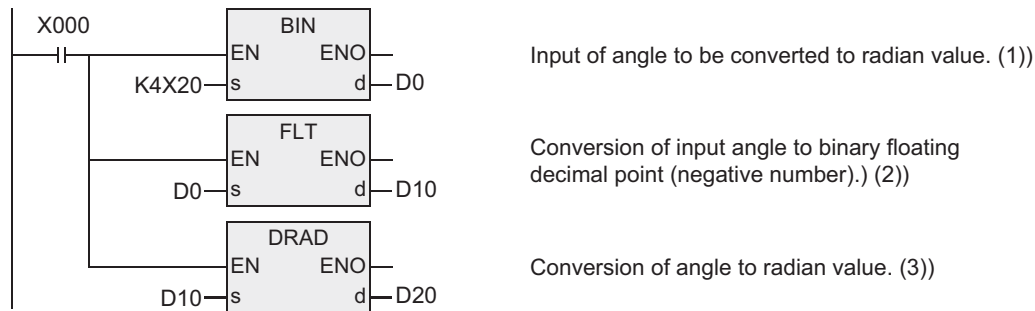 X000
BIN
EN ENO
K4X20 s d D0
Input of angle to be converted to radian value. (1))
FLT
EN ENO
D0 s d D10
Conversion of input angle to binary floating
decimal point (negative number).) (2))
DRAD
EN ENO
D10 s d D20
Conversion of angle to radian value. (3))